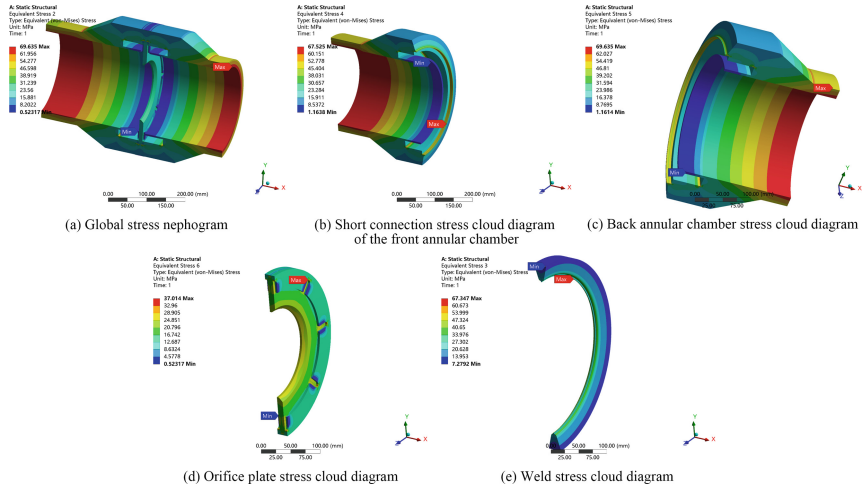 A: Static Structural
Equivalent Stress 2
Type: Equivalent (von-Mises) Stress
Unit: MPa
Time: 1
69.635 Max
61.956
54.277
46.598
38.919
31.239
23.56
15.881
8.2022
0.52317 Min
Max
Min
0.00 100.00 200.00 (mm)
50.00 150.00
Y
X
Z
(a) Global stress nephogram
A: Static Structural
Equivalent Stress 4
Type: Equivalent (von-Mises) Stress
Unit: MPa
Time: 1
67.525 Max
60.151
52.778
45.404
38.031
30.657
23.284
15.911
8.5372
1.1638 Min
Min
Max
0.00 100.00 200.00 (mm)
50.00 150.00
Y
X
Z
(b) Short connection stress cloud diagram
of the front annular chamber
A: Static Structural
Equivalent Stress 5
Type: Equivalent (von-Mises) Stress
Unit: MPa
Time: 1
69.635 Max
62.027
54.419
46.81
39.202
31.594
23.986
16.378
8.7695
1.1614 Min
Max
Min
0.00 50.00 100.00 (mm)
25.00 75.00
Y
X
Z
(c) Back annular chamber stress cloud diagram
A: Static Structural
Equivalent Stress 6
Type: Equivalent (von-Mises) Stress
Unit: MPa
Time: 1
37.014 Max
32.96
28.905
24.851
20.796
16.742
12.687
8.6324
4.5778
0.52317 Min
Max
Min
0.00 50.00 100.00 (mm)
25.00 75.00
Y
X
Z
(d) Orifice plate stress cloud diagram
A: Static Structural
Equivalent Stress 3
Type: Equivalent (von-Mises) Stress
Unit: MPa
Time: 1
67.347 Max
60.673
53.999
47.324
40.65
33.976
27.302
20.628
13.953
7.2792 Min
Min
Max
0.00 50.00 100.00 (mm)
25.00 75.00
Y
X
Z
(e) Weld stress cloud diagram